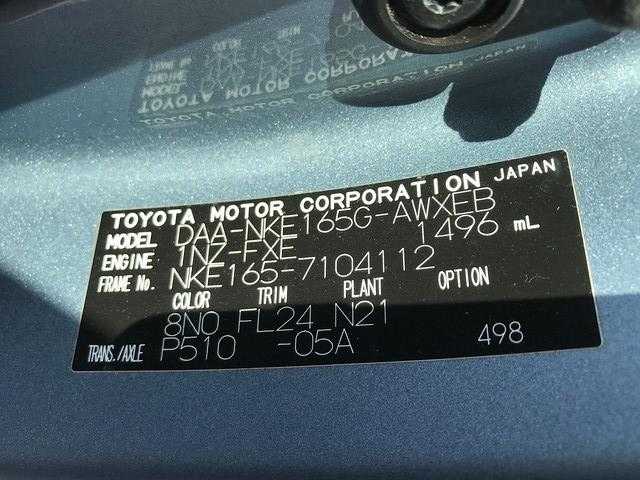 TOYOTA MOTOR CORPORATION JAPAN
MODEL DAA-NKE165G-AWXEB
ENGINE 1NZ-FXE 1496 mL
FRAME No. NKE165-7104112
COLOR TRIM PLANT OPTION
8N0 FL24 N21
TRANS./AXLE P510 -05A 498